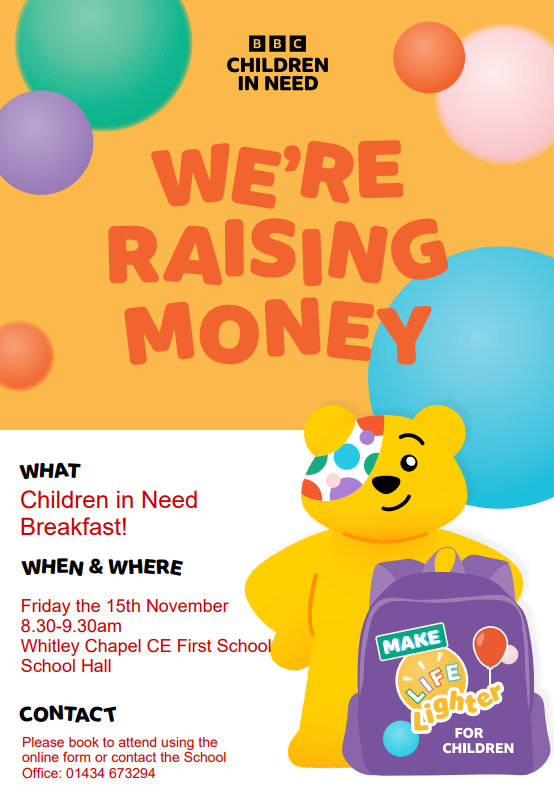 BBC
CHILDREN
IN NEED
WE'RE
RAISING
MONEY
WHAT
Children in Need
Breakfast!
WHEN & WHERE
Friday the 15th November
8.30-9.30am
Whitley Chapel CE First School
School Hall
CONTACT
Please book to attend using the
online form or contact the School
Office: 01434 673294
MAKE
LIFE
Lighter
FOR
CHILDREN